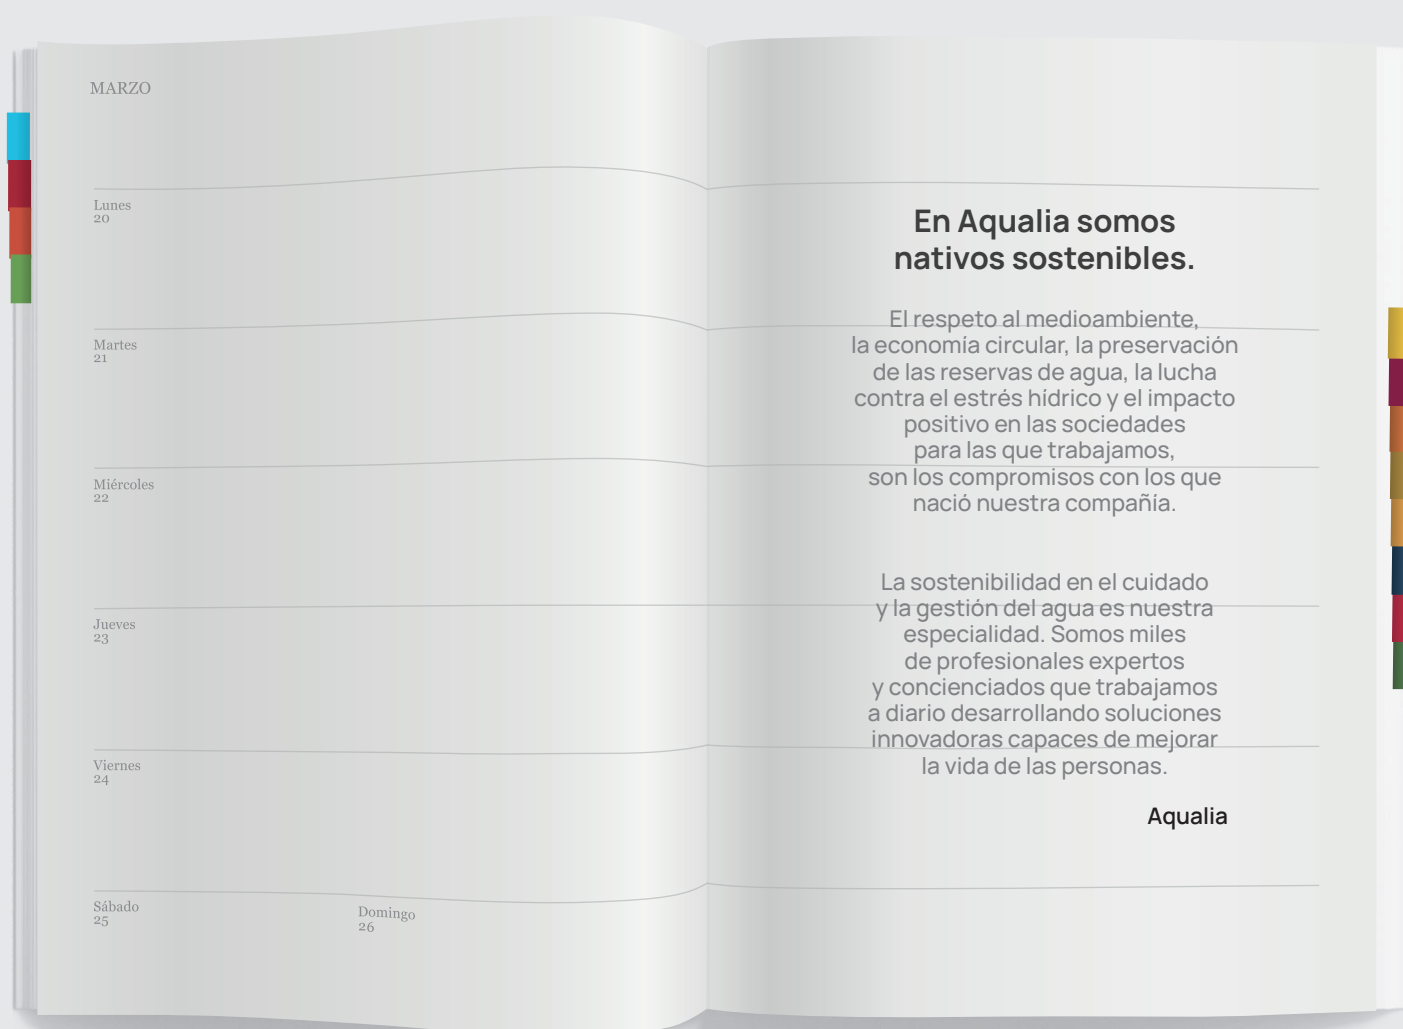 MARZO
Lunes
20
Martes
21
Miércoles
22
Jueves
23
Viernes
24
Sábado
25
Domingo
26
En Aqualia somos
nativos sostenibles.
El respeto al medioambiente,
la economía circular, la preservación
de las reservas de agua, la lucha
contra el estrés hídrico y el impacto
positivo en las sociedades
para las que trabajamos,
son los compromisos con los que
nació nuestra compañía.
La sostenibilidad en el cuidado
y la gestión del agua es nuestra
especialidad. Somos miles
de profesionales expertos
y concienciados que trabajamos
a diario desarrollando soluciones
innovadoras capaces de mejorar
la vida de las personas.
Aqualia